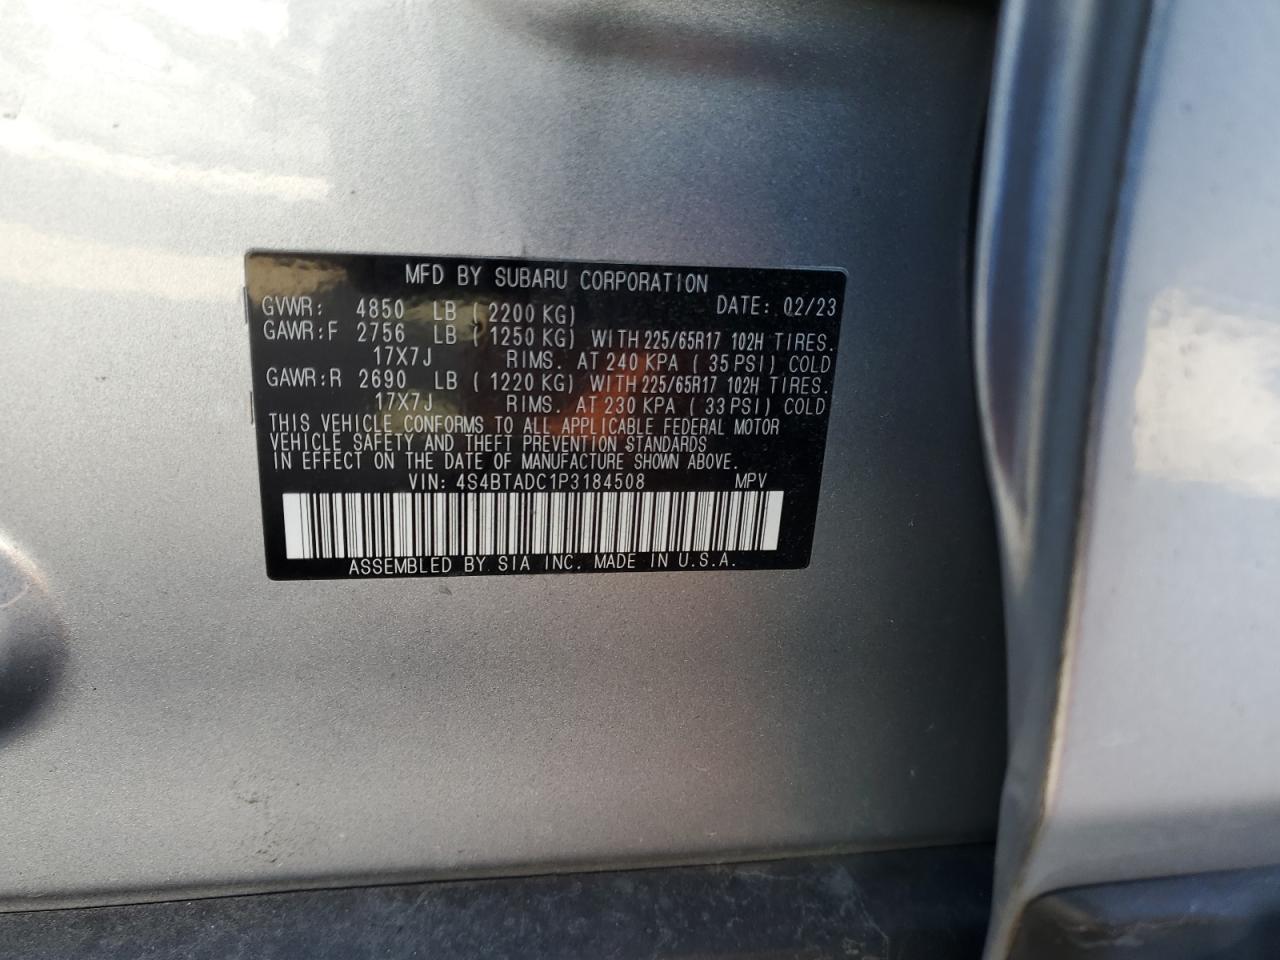 MFD BY SUBARU CORPORATION
GVWR: 4850 LB ( 2200 KG) DATE: 02/23
GAWR:F 2756 LB ( 1250 KG) WITH 225/65R17 102H TIRES.
17X7J RIMS. AT 240 KPA ( 35 PSI) COLD
GAWR:R 2690 LB ( 1220 KG) WITH 225/65R17 102H TIRES.
17X7J RIMS. AT 230 KPA ( 33 PSI) COLD
THIS VEHICLE CONFORMS TO ALL APPLICABLE FEDERAL MOTOR
VEHICLE SAFETY AND THEFT PREVENTION STANDARDS
IN EFFECT ON THE DATE OF MANUFACTURE SHOWN ABOVE.
VIN: 4S4BTADC1P3184508 MPV
ASSEMBLED BY SIA INC. MADE IN U.S.A.